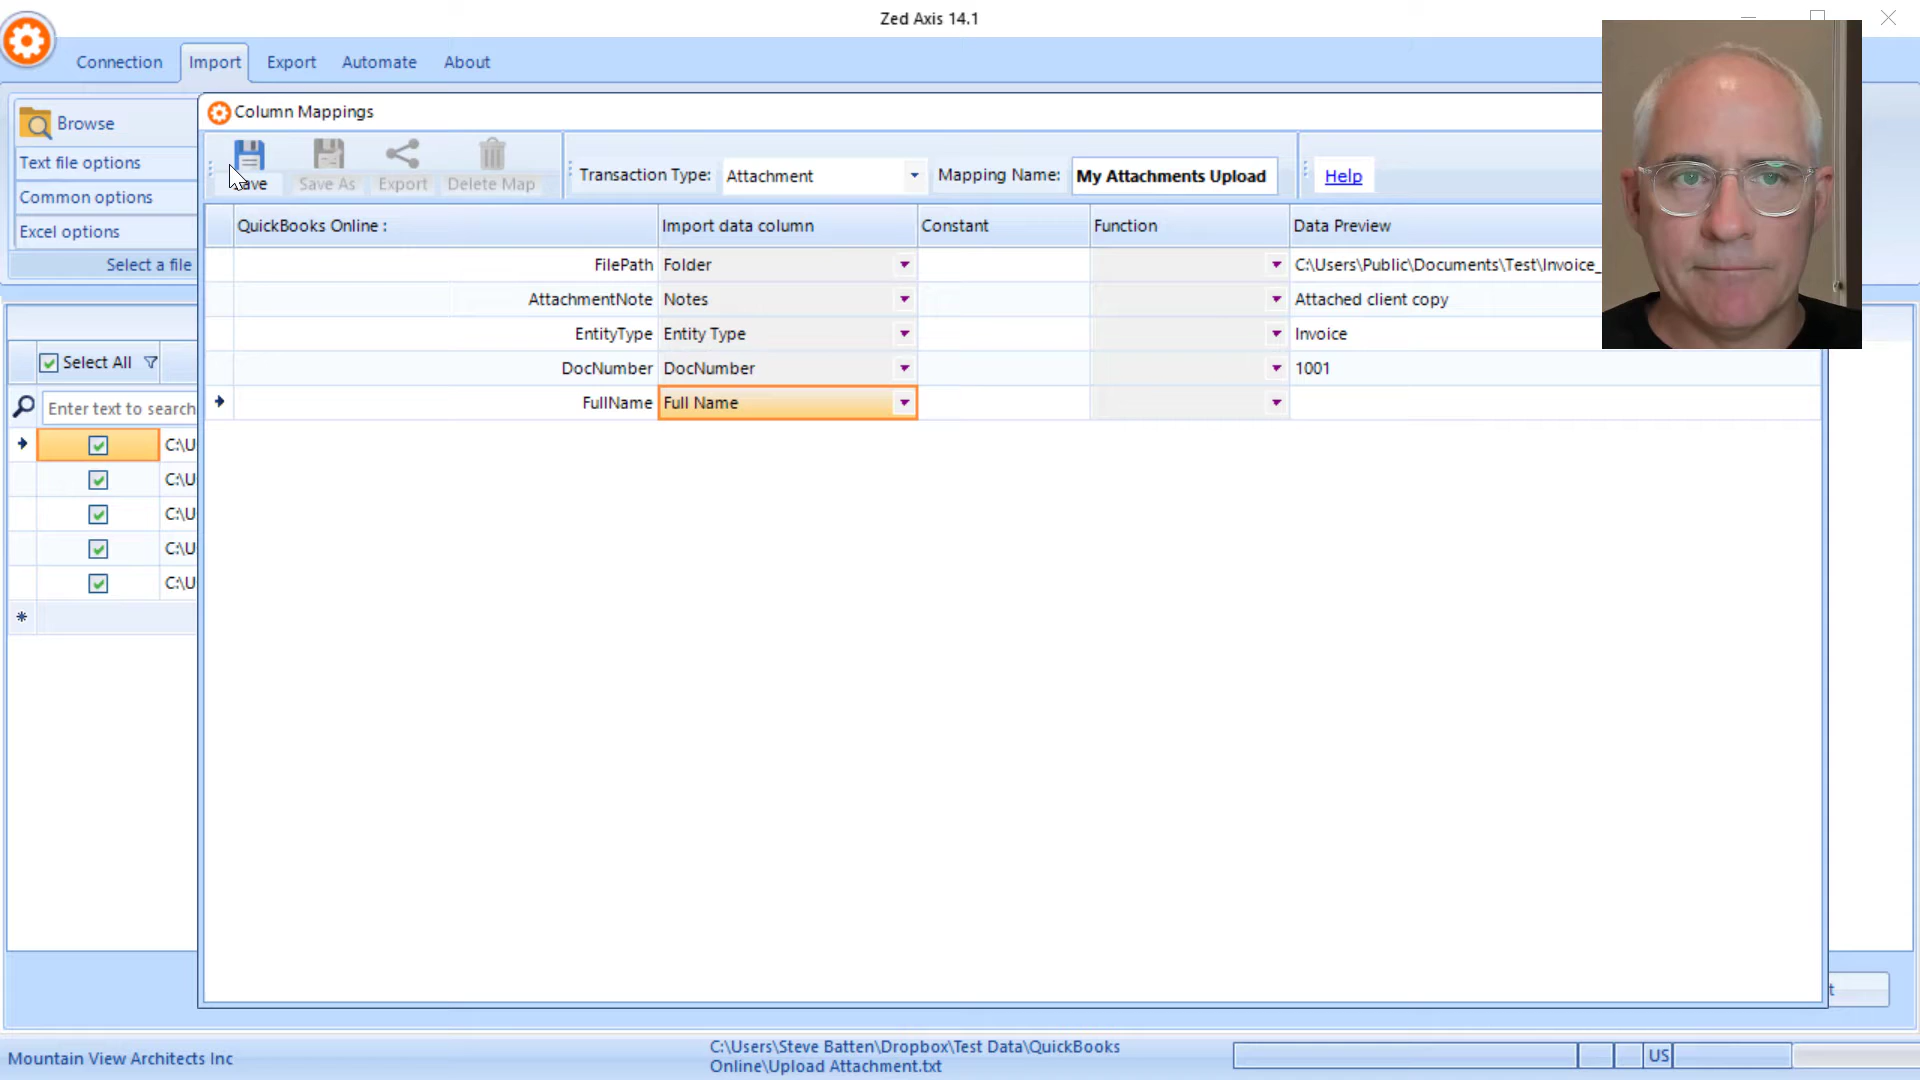 Zed Axis 14.1
Connection Import Export Automate About
Browse
Text file options
Common options
Excel options
Select a file
Column Mappings
Save As Export Delete Map
Transaction Type: Attachment
Mapping Name: My Attachments Upload
Help
QuickBooks Online : Import data column Constant Function Data Preview
FilePath Folder C:\Users\Public\Documents\Test\Invoice_
AttachmentNote Notes Attached client copy
EntityType Entity Type Invoice
DocNumber DocNumber 1001
FullName Full Name
Select All
Enter text to search
C:\U
C:\U
C:\U
C:\U
C:\U
Mountain View Architects Inc
C:\Users\Steve Batten\Dropbox\Test Data\QuickBooks
Online\Upload Attachment.txt
US